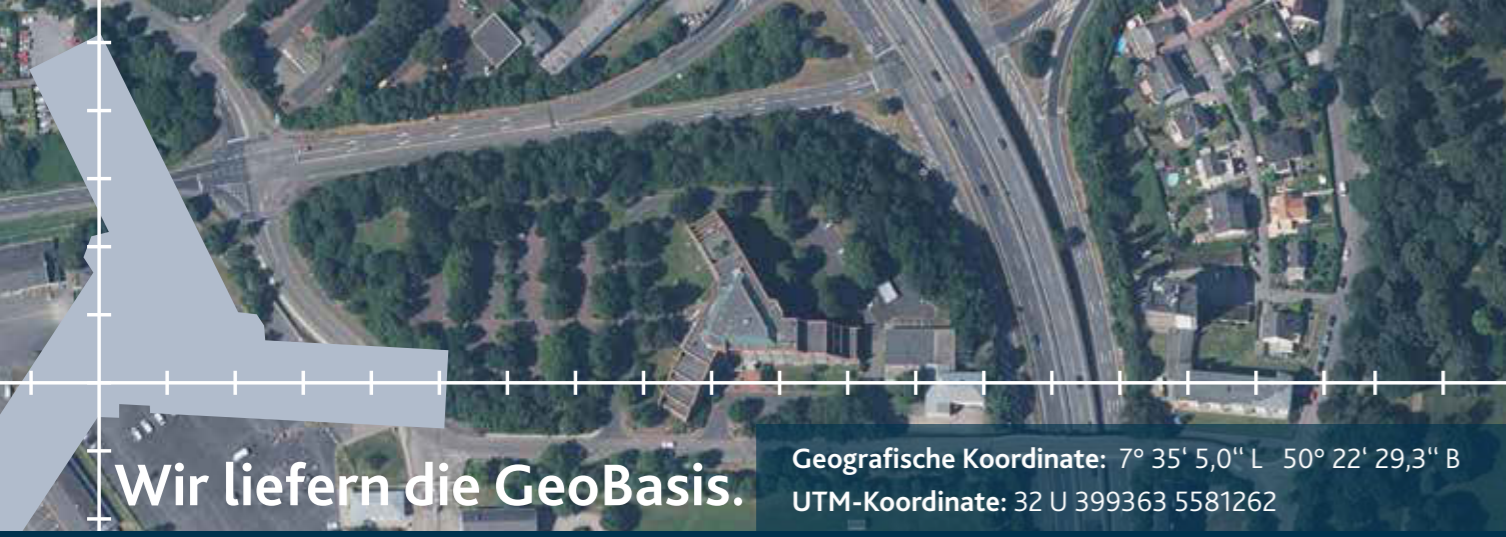 Wir liefern die GeoBasis.
Geografische Koordinate: 7° 35‘ 5,0‘‘ L 50° 22‘ 29,3‘‘ B
UTM-Koordinate: 32 U 399363 5581262